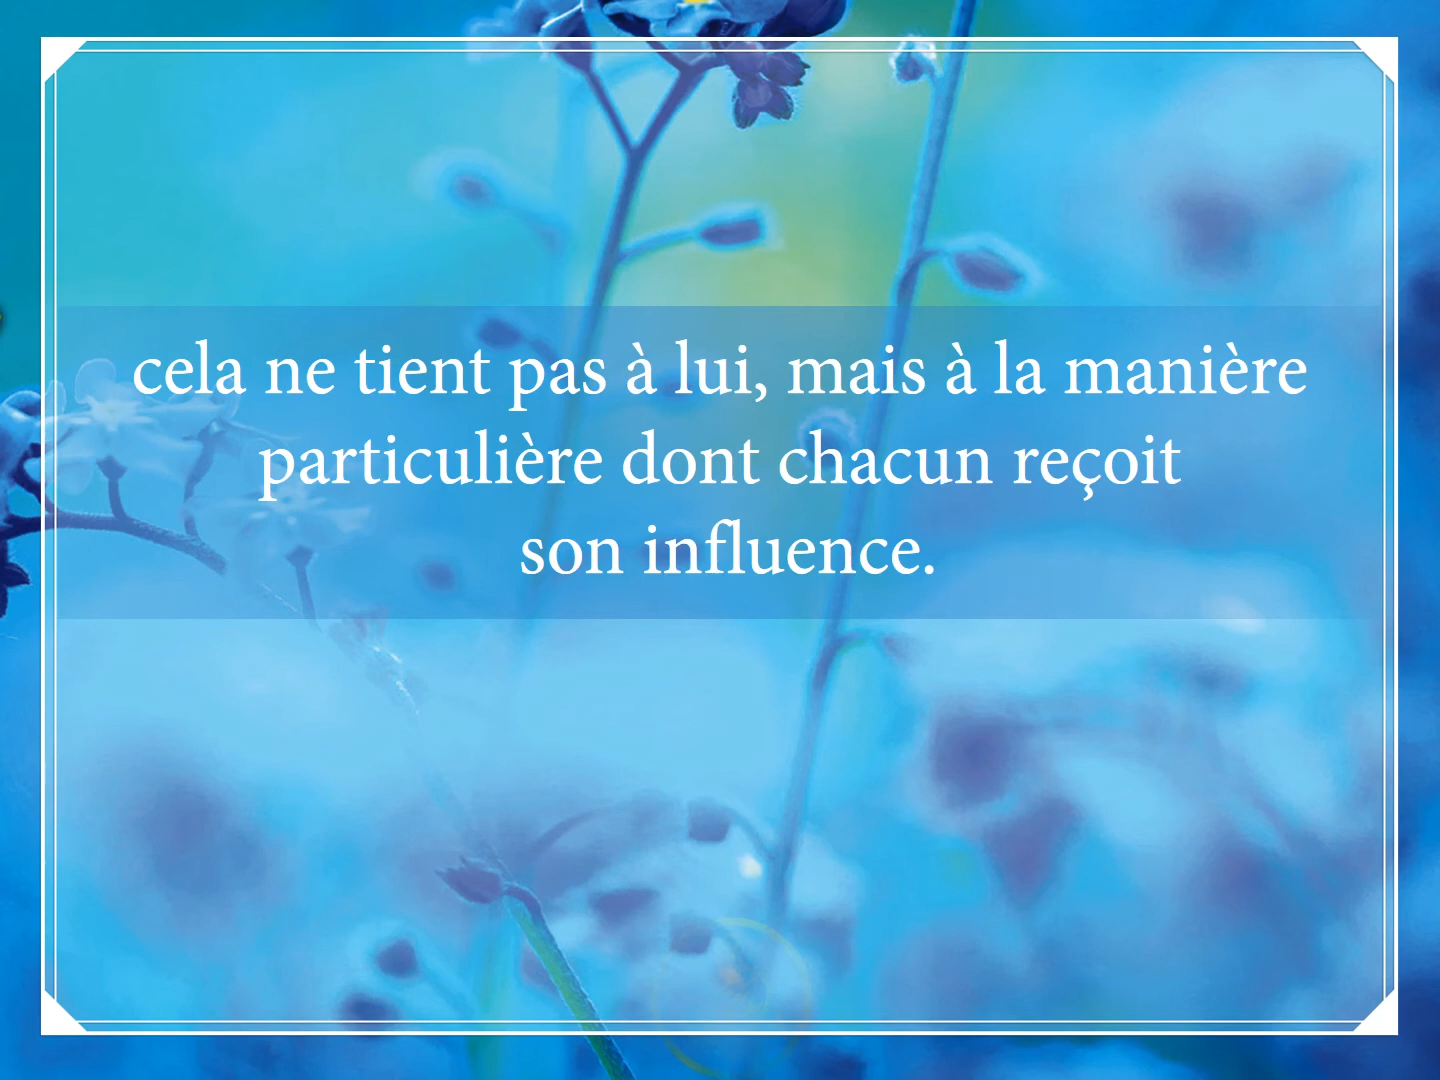 cela ne tient pas à lui, mais à la manière
particulière dont chacun reçoit
son influence.